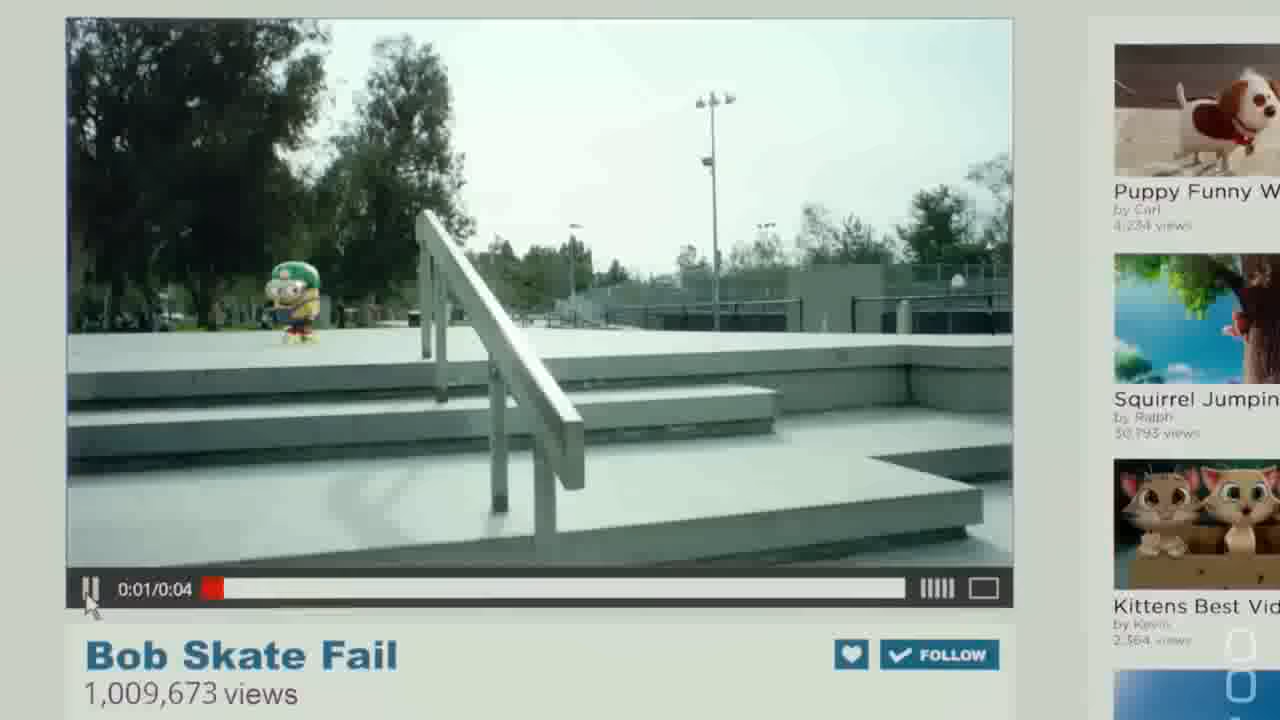 0:01/0:04
Bob Skate Fail
1,009,673 views
FOLLOW
Puppy Funny W
by Carl
4,234 views
Squirrel Jumpin
by Ralph
30,793 views
Kittens Best Vid
by Kevin
2,364 views